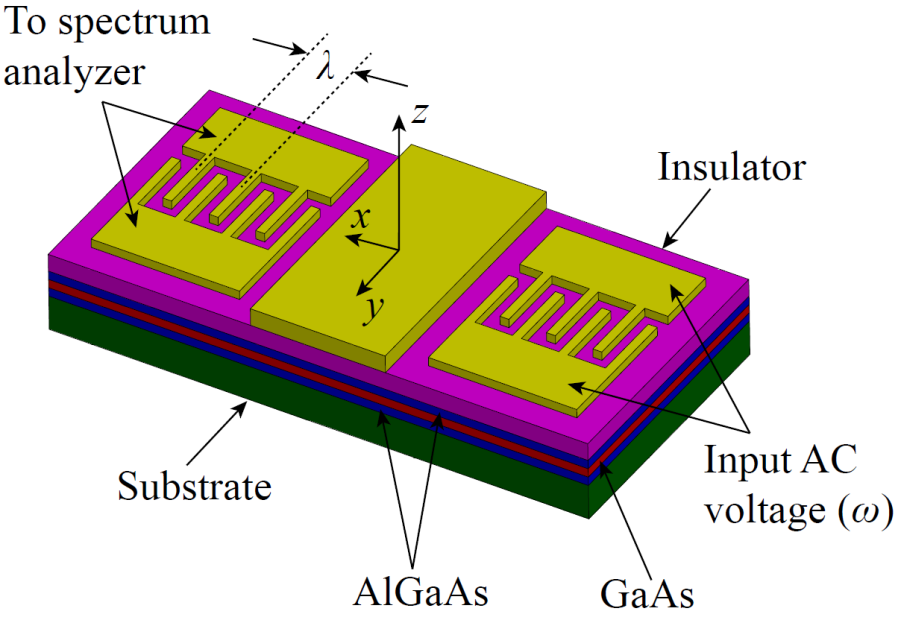 To spectrum
analyzer
λ
z
Insulator
x
y
Input AC
voltage (ω)
Substrate
AlGaAs
GaAs